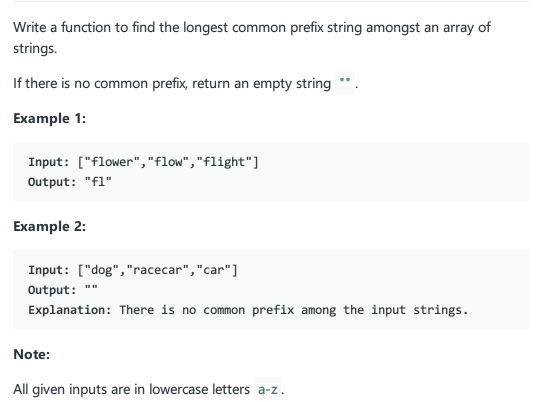 Write a function to find the longest common prefix string amongst an array of
strings.
If there is no common prefix, return an empty string "".
Example 1:
Input: ["flower","flow","flight"]
Output: "fl"
Example 2:
Input: ["dog","racecar","car"]
Output: ""
Explanation: There is no common prefix among the input strings.
Note:
All given inputs are in lowercase letters a-z.